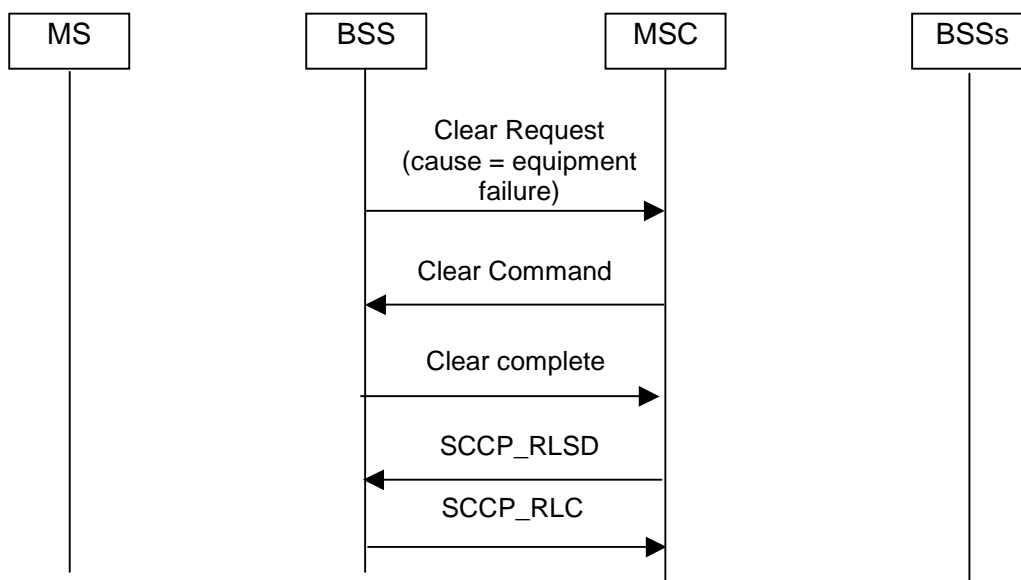 MS
BSS
MSC
BSSs
Clear Request
(cause = equipment
failure)
Clear Command
Clear complete
SCCP_RLSD
SCCP_RLC